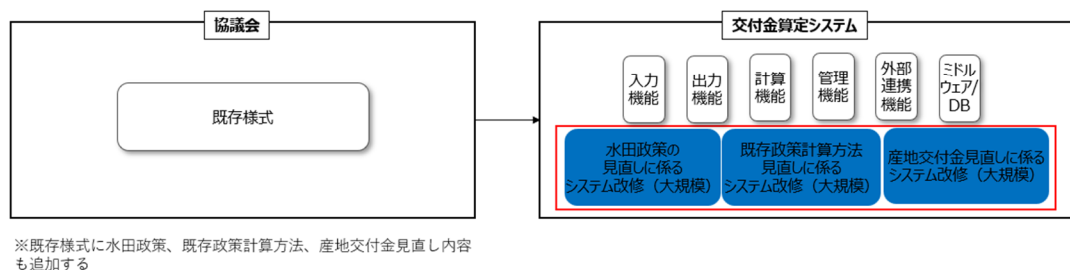 協議会
既存様式
※既存様式に水田政策、既存政策計算方法、産地交付金見直し内容
も追加する
交付金算定システム
入力
機能
出力
機能
計算
機能
管理
機能
外部
連携
機能
ミドル
ウェア/
DB
水田政策の
見直しに係る
システム改修（大規模）
既存政策計算方法
見直しに係る
システム改修（大規模）
産地交付金見直しに係る
システム改修（大規模）